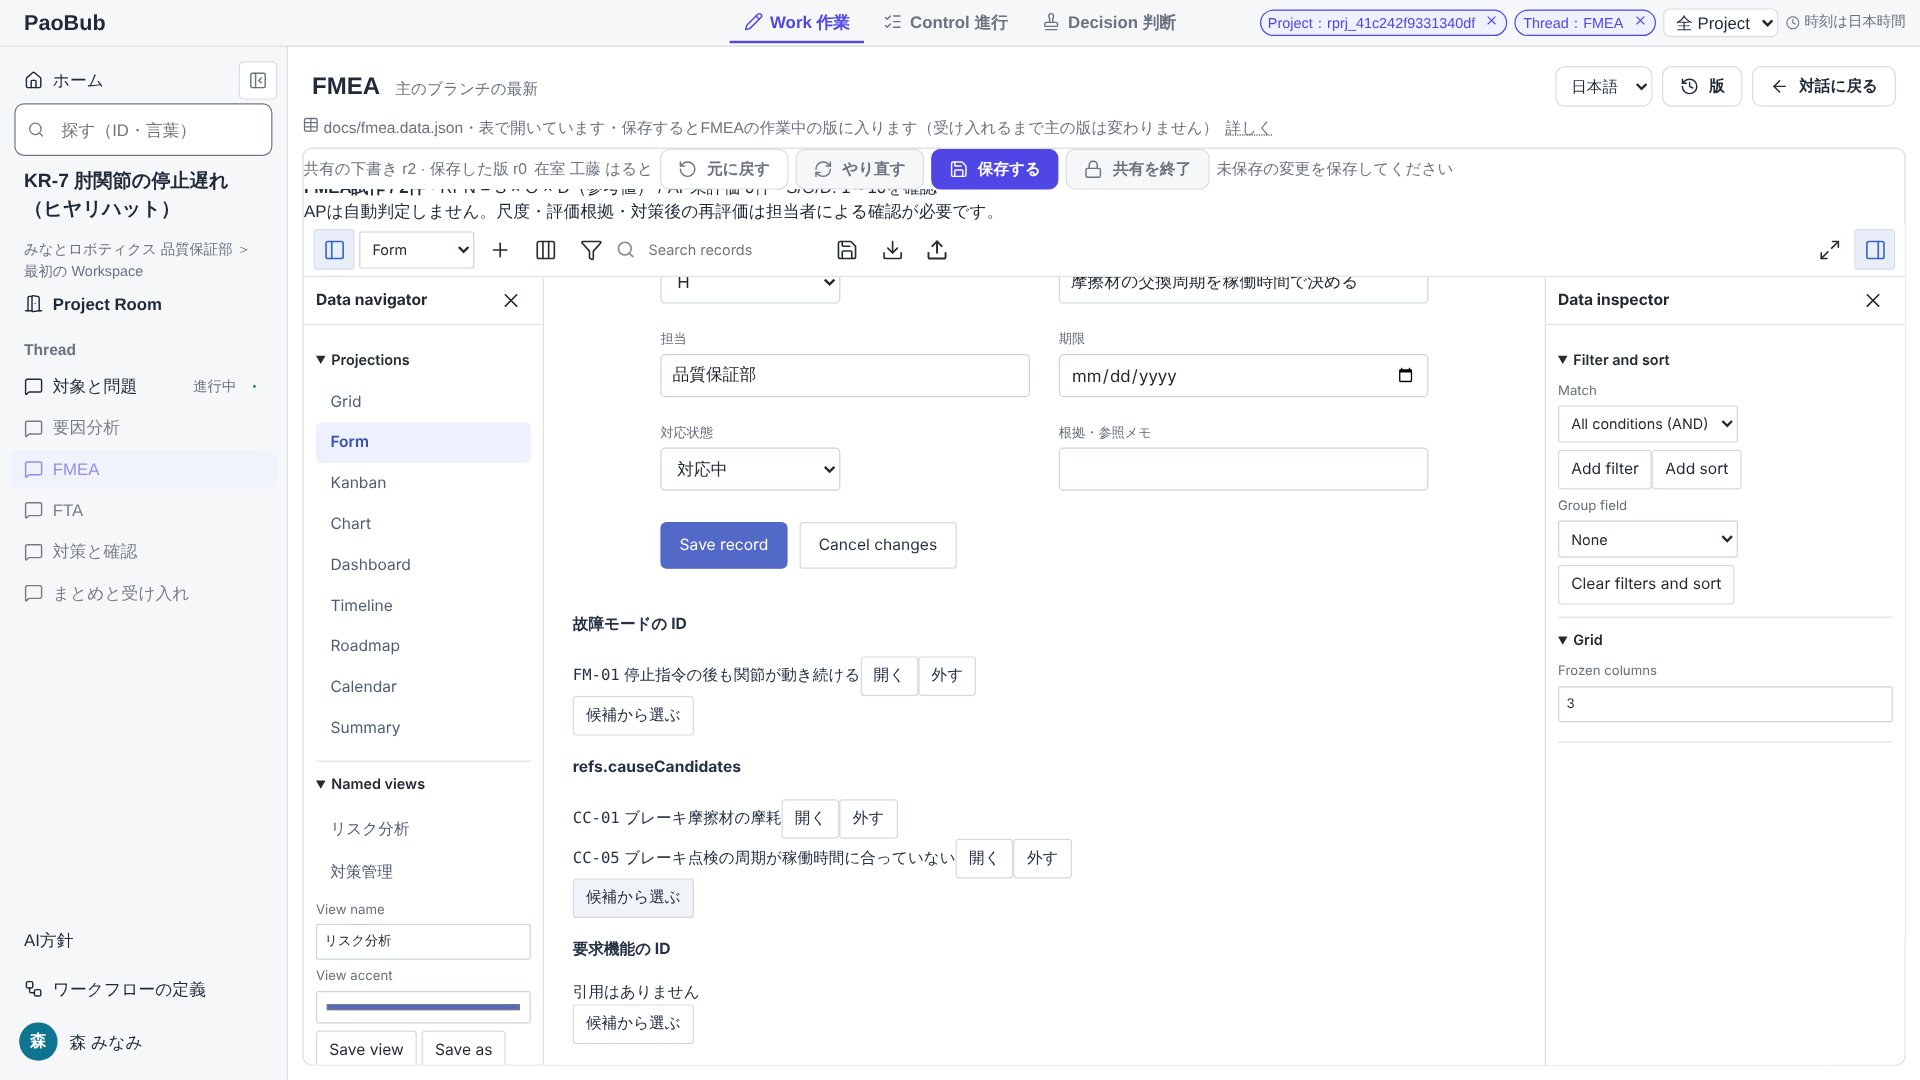 PaoBub
Work 作業
Control 進行
Decision 判断
Project：rprj_41c242f9331340df ×
Thread：FMEA ×
全 Project
時刻は日本時間
ホーム
探す（ID・言葉）
KR-7 肘関節の停止遅れ
（ヒヤリハット）
みなとロボティクス 品質保証部 >
最初の Workspace
Project Room
Thread
対象と問題 進行中
要因分析
FMEA
FTA
対策と確認
まとめと受け入れ
AI方針
ワークフローの定義
森 森 みなみ
FMEA 主のブランチの最新
日本語
版
対話に戻る
docs/fmea.data.json・表で開いています・保存するとFMEAの作業中の版に入ります（受け入れるまで主の版は変わりません） 詳しく
共有の下書き r2 · 保存した版 r0 在室 工藤 はると
元に戻す
やり直す
保存する
共有を終了
未保存の変更を保存してください
APは自動判定しません。尺度・評価根拠・対策後の再評価は担当者による確認が必要です。
Form
Search records
Data navigator
Projections
Grid
Form
Kanban
Chart
Dashboard
Timeline
Roadmap
Calendar
Summary
Named views
リスク分析
対策管理
View name
リスク分析
View accent
Save view
Save as
H
摩擦材の交換周期を稼働時間で決める
担当
期限
品質保証部
mm/dd/yyyy
対応状態
根拠・参照メモ
対応中
Save record
Cancel changes
故障モードの ID
FM-01 停止指令の後も関節が動き続ける 開く 外す
候補から選ぶ
refs.causeCandidates
CC-01 ブレーキ摩擦材の摩耗 開く 外す
CC-05 ブレーキ点検の周期が稼働時間に合っていない 開く 外す
候補から選ぶ
要求機能の ID
引用はありません
候補から選ぶ
Data inspector
Filter and sort
Match
All conditions (AND)
Add filter
Add sort
Group field
None
Clear filters and sort
Grid
Frozen columns
3